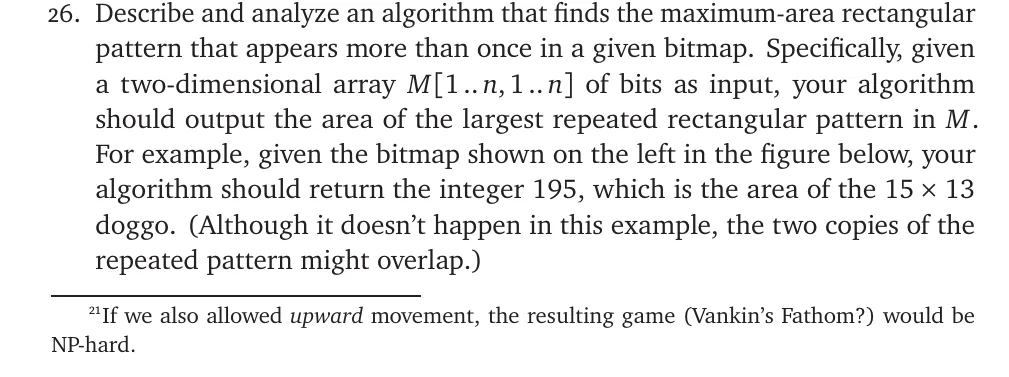 26. Describe and analyze an algorithm that finds the maximum-area rectangular
pattern that appears more than once in a given bitmap. Specifically, given
a two-dimensional array M[1 .. n, 1 .. n] of bits as input, your algorithm
should output the area of the largest repeated rectangular pattern in M.
For example, given the bitmap shown on the left in the figure below, your
algorithm should return the integer 195, which is the area of the 15 × 13
doggo. (Although it doesn’t happen in this example, the two copies of the
repeated pattern might overlap.)
²¹If we also allowed upward movement, the resulting game (Vankin’s Fathom?) would be
NP-hard.